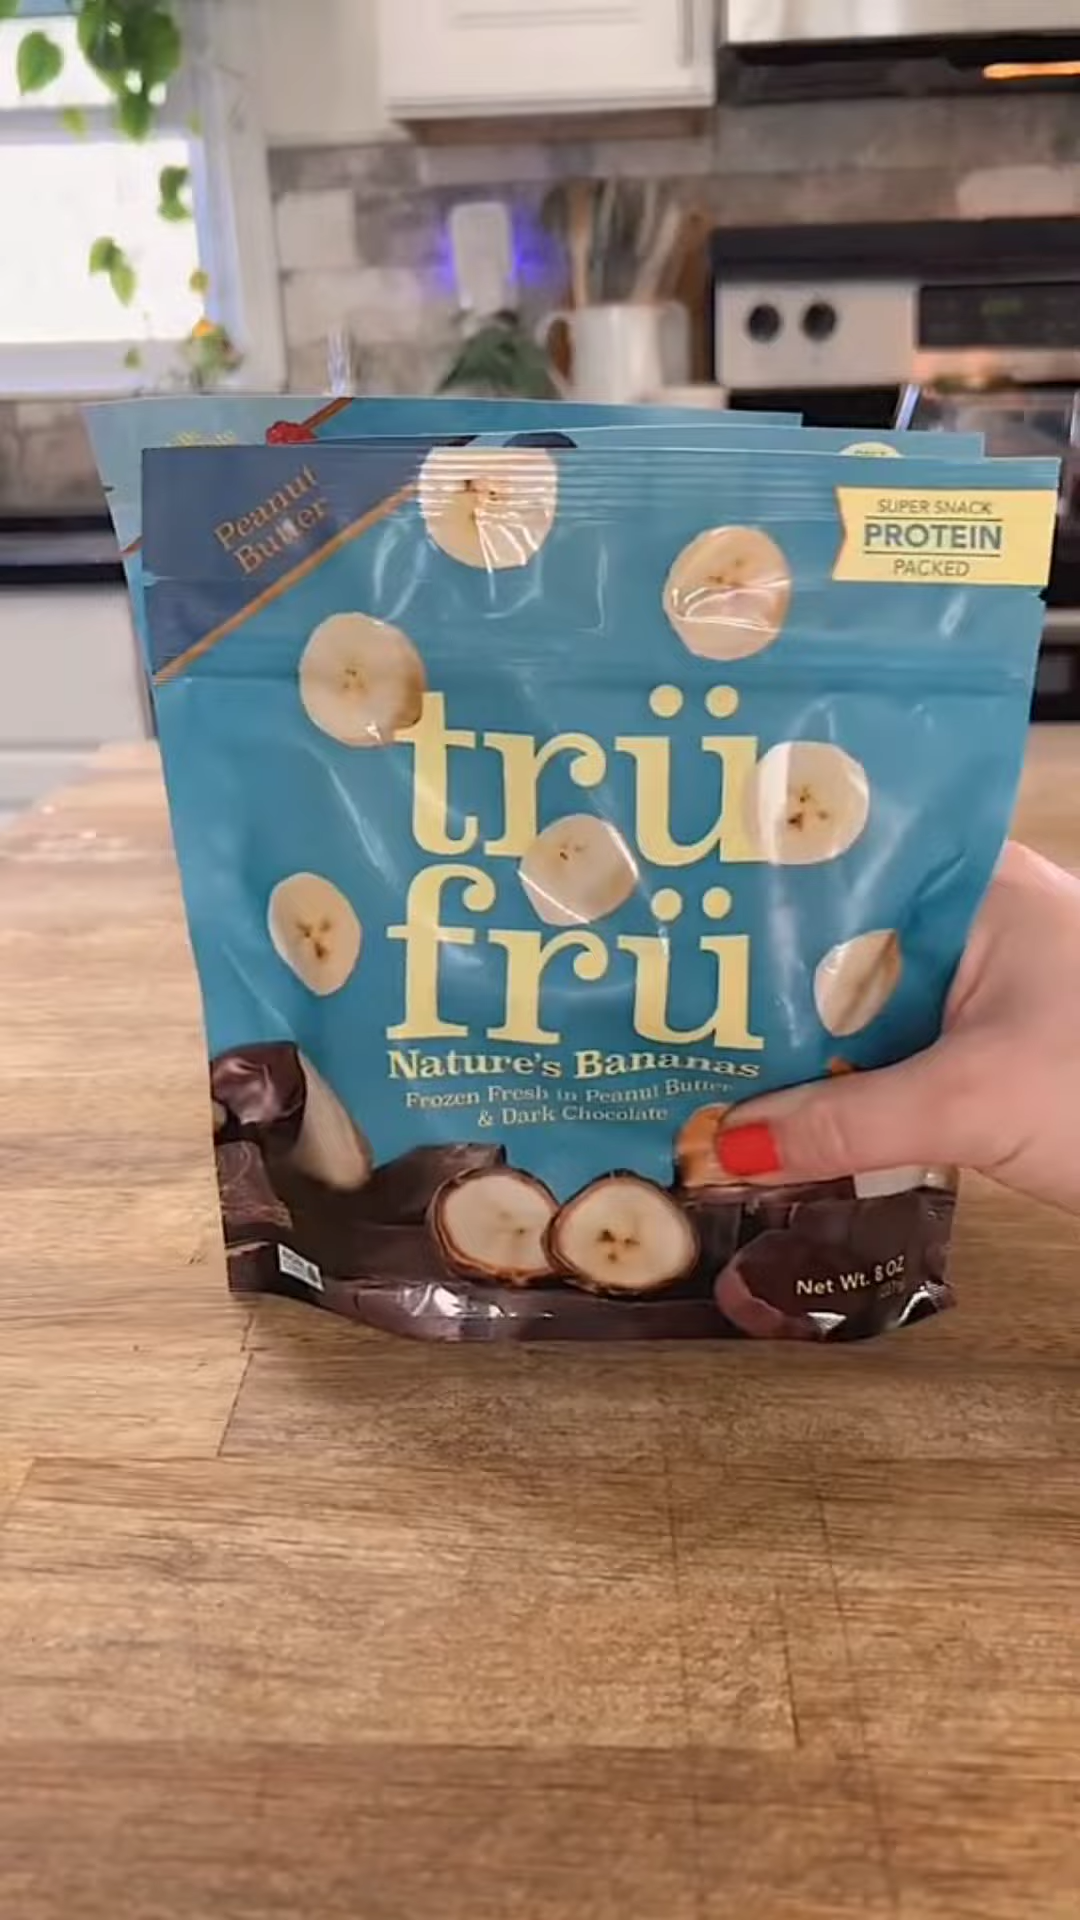 Peanut
Butter
SUPER SNACK
PROTEIN
PACKED
trü
frü
Nature's Bananas
Frozen Fresh in Peanut Butter
& Dark Chocolate
Net Wt. 8 OZ